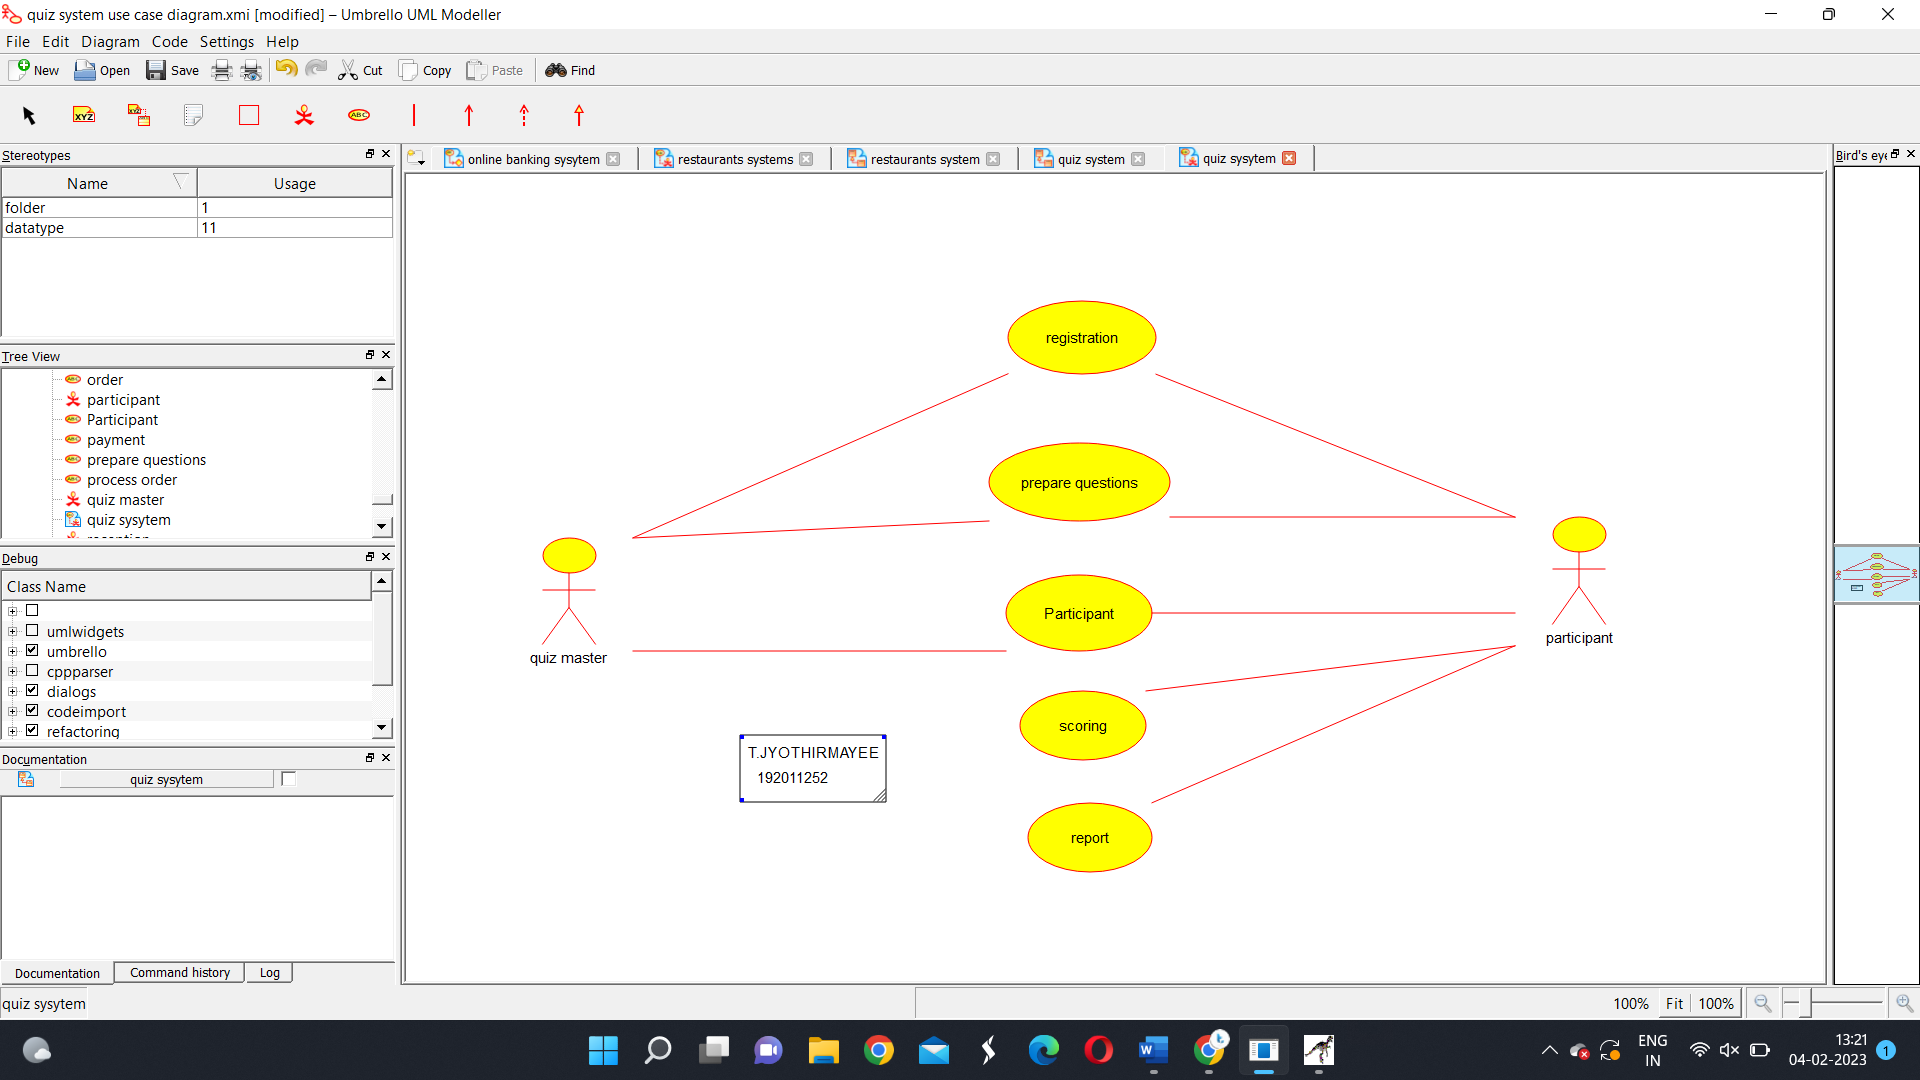 quiz system use case diagram.xmi [modified] – Umbrello UML Modeller
File Edit Diagram Code Settings Help
New Open Save Cut Copy Paste Find
XYZ XYZ ABC
Stereotypes
Name Usage
folder 1
datatype 11
Tree View
order
participant
Participant
payment
prepare questions
process order
quiz master
quiz sysytem
Debug
Class Name
umlwidgets
umbrello
cppparser
dialogs
codeimport
refactoring
Documentation
quiz sysytem
Documentation Command history Log
online banking sysytem restaurants systems restaurants system quiz system quiz sysytem
Bird's eye
registration
prepare questions
Participant
scoring
report
quiz master
participant
T.JYOTHIRMAYEE
192011252
quiz sysytem
100% Fit 100%
ENG
IN
13:21
04-02-2023
1